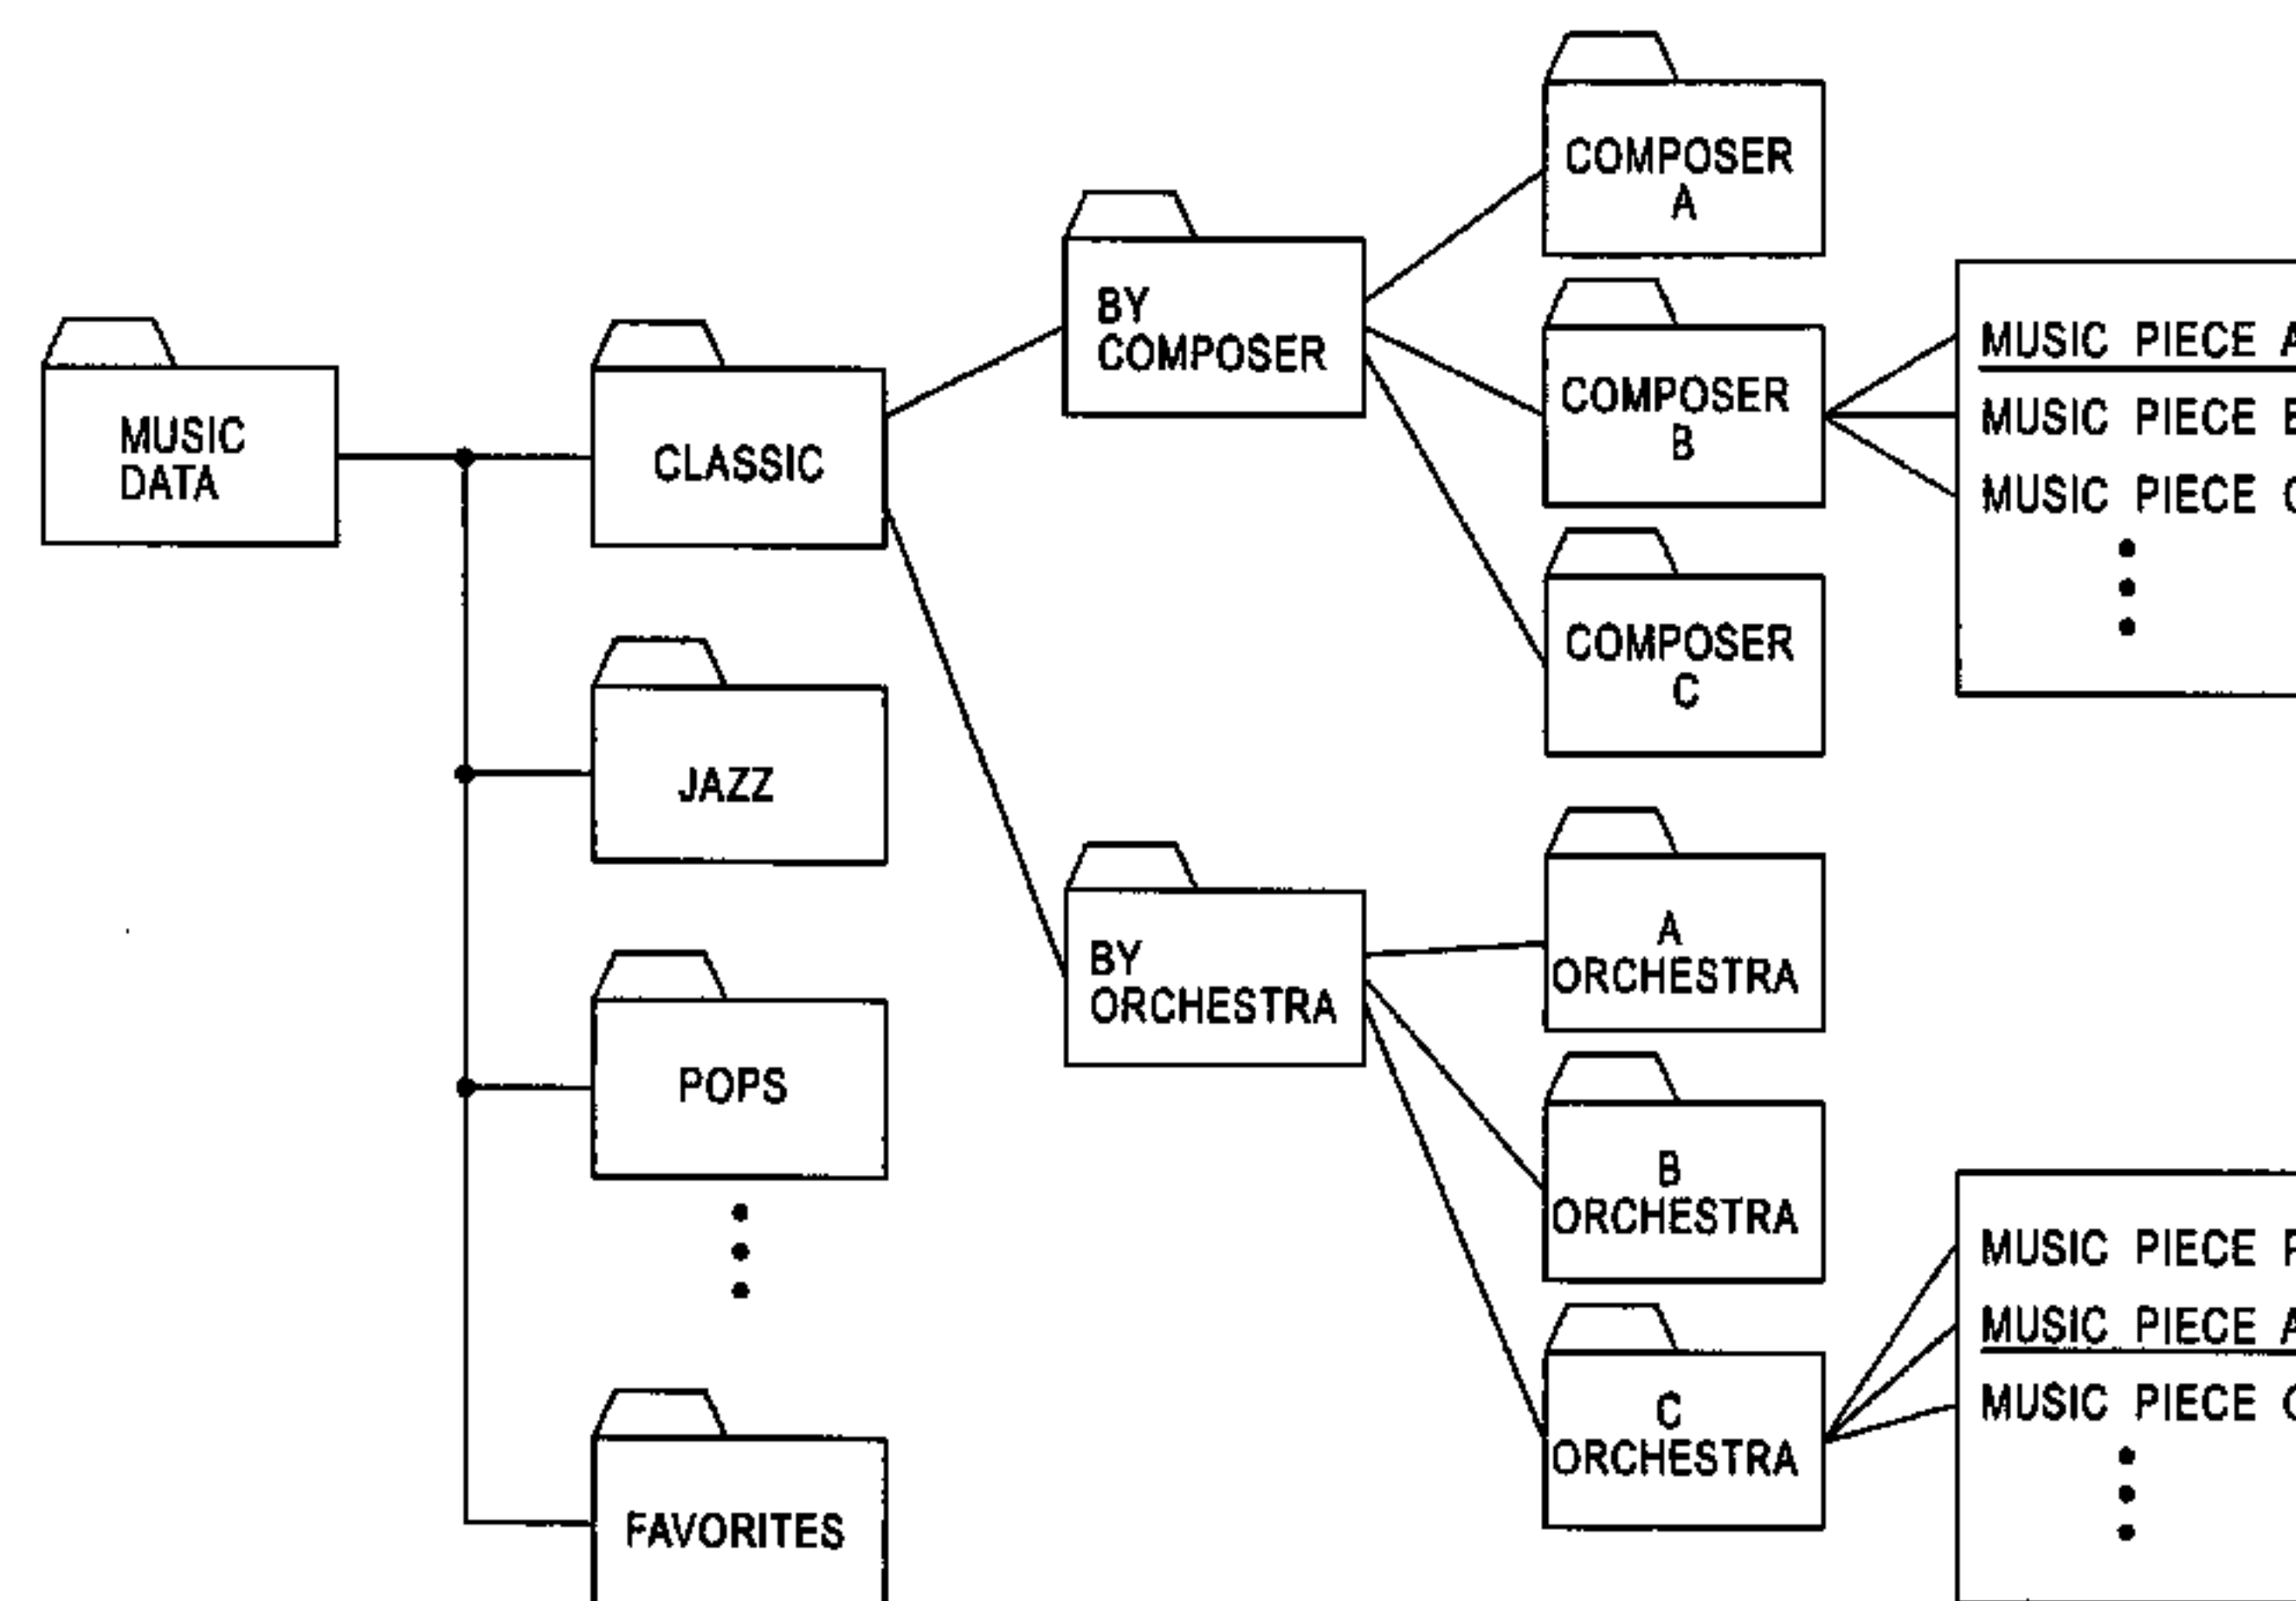 MUSIC
DATA
CLASSIC
JAZZ
POPS
FAVORITES
BY
COMPOSER
BY
ORCHESTRA
COMPOSER
A
COMPOSER
B
COMPOSER
C
A
ORCHESTRA
B
ORCHESTRA
C
ORCHESTRA
MUSIC PIECE A
MUSIC PIECE
MUSIC PIECE
MUSIC PIECE
MUSIC PIECE A
MUSIC PIECE